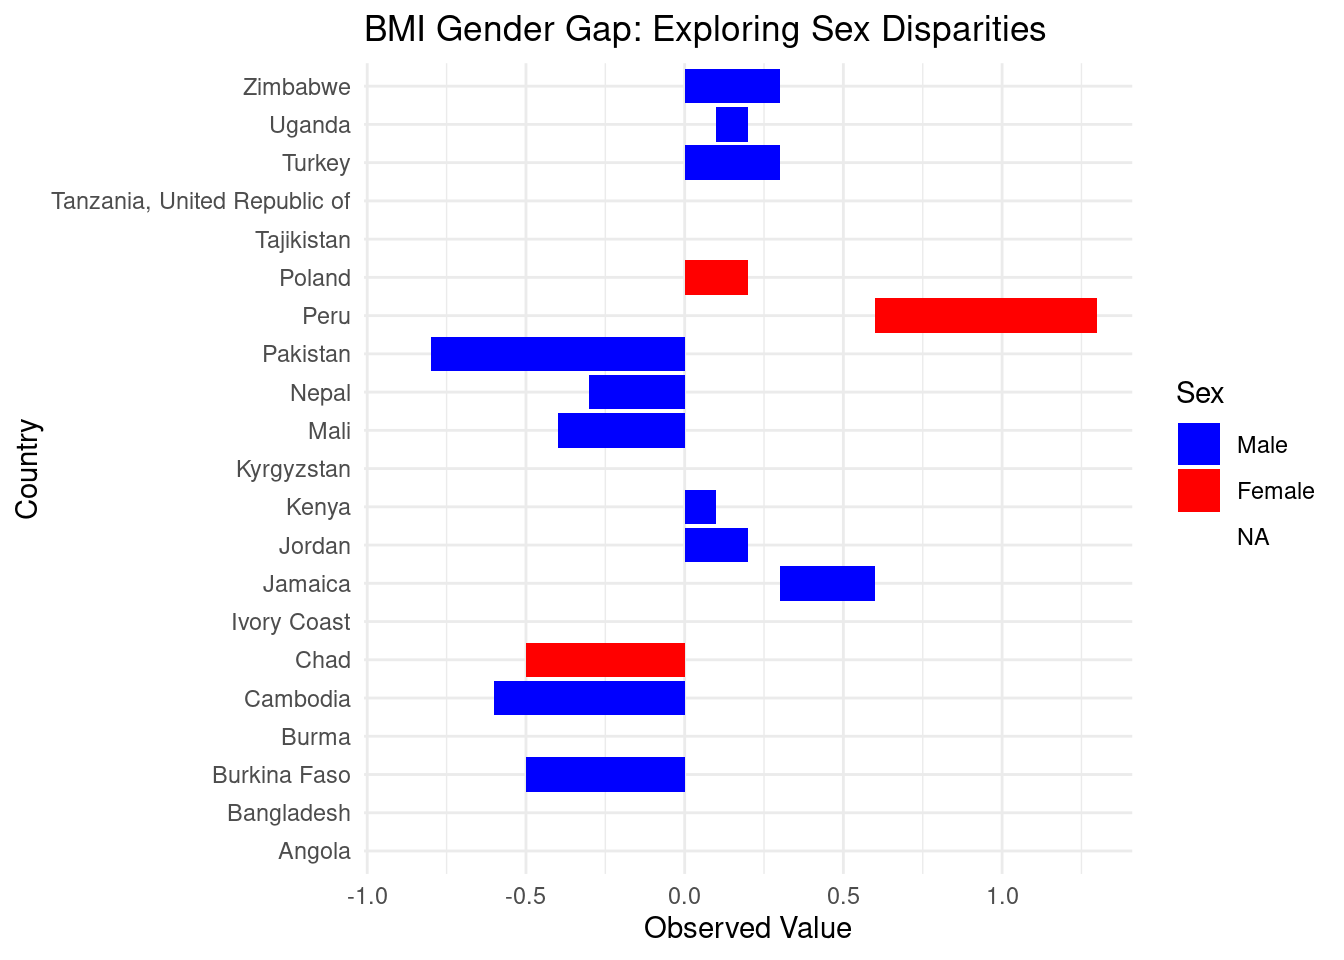 BMI Gender Gap: Exploring Sex Disparities
Zimbabwe
Uganda
Turkey
Tanzania, United Republic of
Tajikistan
Poland
Peru
Pakistan
Nepal
Mali
Kyrgyzstan
Kenya
Jordan
Jamaica
Ivory Coast
Chad
Cambodia
Burma
Burkina Faso
Bangladesh
Angola
Country
-1.0 -0.5 0.0 0.5 1.0
Observed Value
Sex
Male
Female
NA